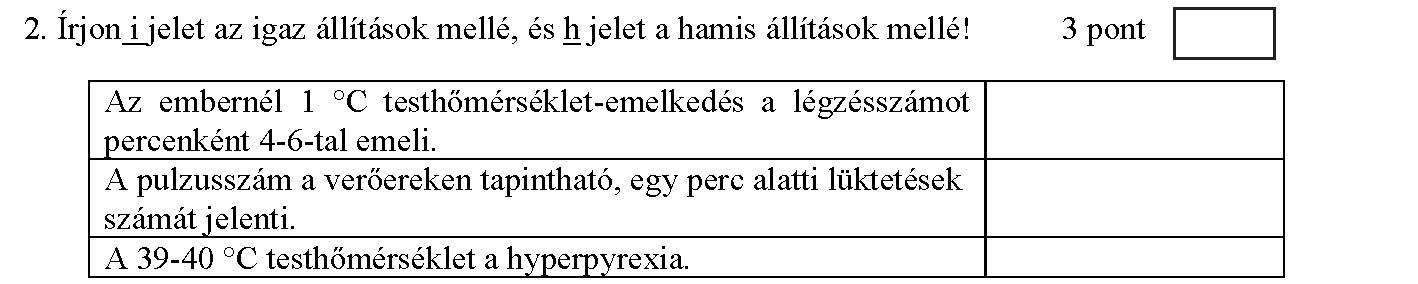 2. Írjon i jelet az igaz állítások mellé, és h jelet a hamis állítások mellé! 3 pont
Az embernél 1 °C testhőmérséklet-emelkedés a légzésszámot
percenként 4-6-tal emeli.
A pulzusszám a verőereken tapintható, egy perc alatti lüktetések
számát jelenti.
A 39-40 °C testhőmérséklet a hyperpyrexia.